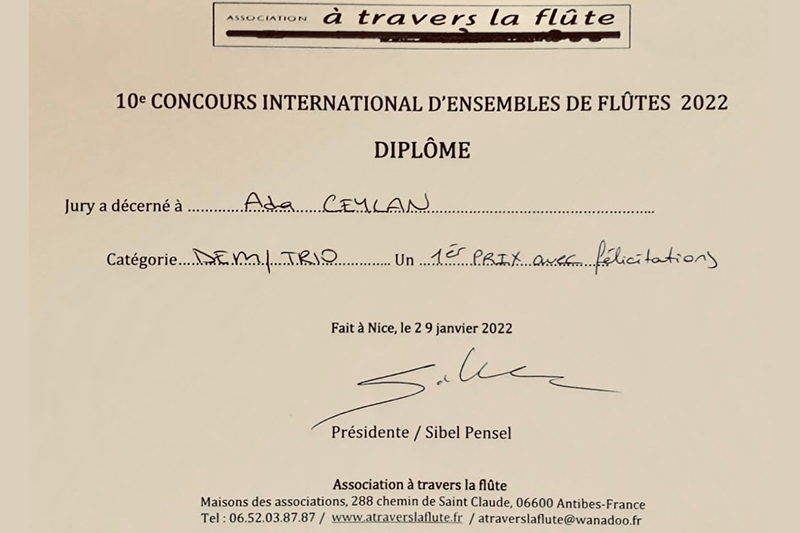 ASSOCIATION à travers la flûte
10e CONCOURS INTERNATIONAL D'ENSEMBLES DE FLÛTES 2022
DIPLÔME
Jury a décerné à ...... Ada CEYLAN ......
Catégorie... DEM/TRIO ...... Un ... 1er PRIX avec félicitations
Fait à Nice, le 2 9 janvier 2022
Présidente / Sibel Pensel
Association à travers la flûte
Maisons des associations, 288 chemin de Saint Claude, 06600 Antibes-France
Tel : 06.52.03.87.87 / www.atraverslaflute.fr / atraverslaflute@wanadoo.fr